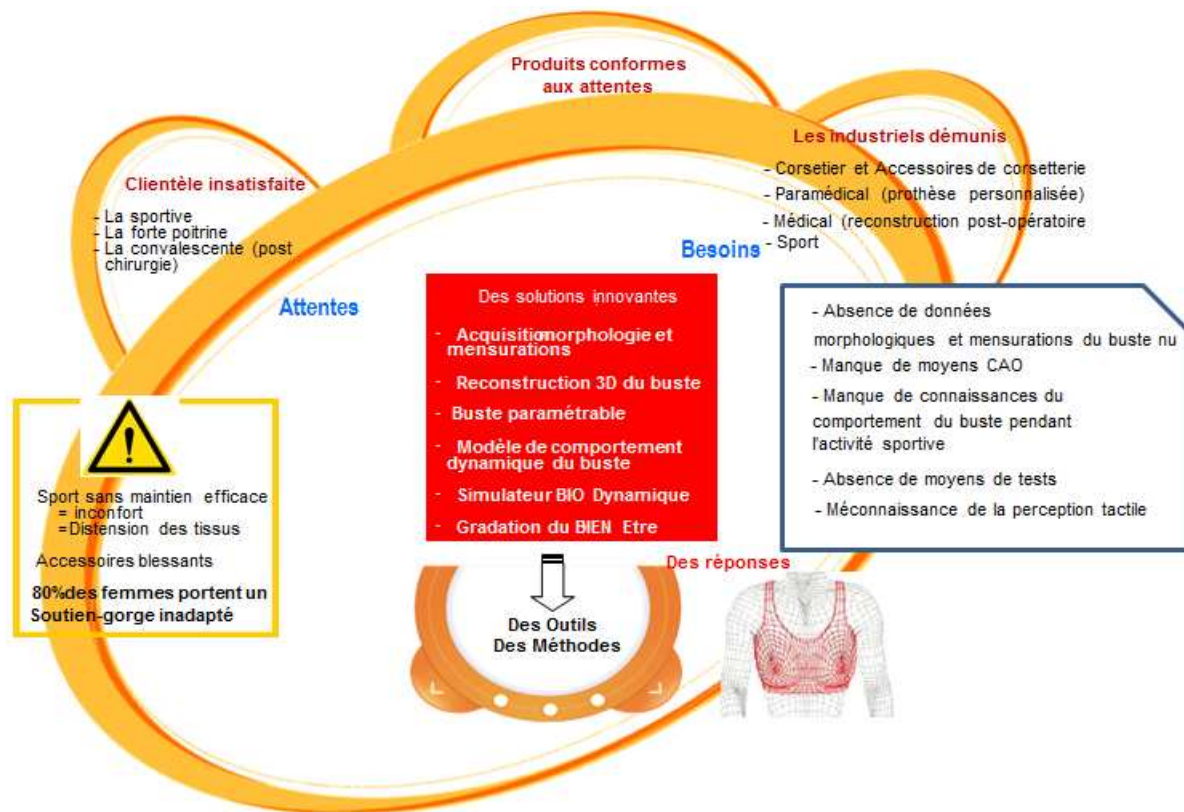 Produits conformes
aux attentes
Clientèle insatisfaite
- La sportive
- La forte poitrine
- La convalescente (post
chirurgie)
Les industriels démunis
- Corsetier et Accessoires de corsetterie
- Paramédical (prothèse personnalisée)
- Médical (reconstruction post-opératoire
- Sport
Attentes
Besoins
Sport sans maintien efficace
= inconfort
=Distension des tissus
Accessoires blessants
80%des femmes portent un
Soutien-gorge inadapté
Des solutions innovantes
- Acquisition morphologie et
mensurations
- Reconstruction 3D du buste
- Buste paramétrable
- Modèle de comportement
dynamique du buste
- Simulateur BIO Dynamique
- Gradation du BIEN Etre
- Absence de données
morphologiques et mensurations du buste nu
- Manque de moyens CAO
- Manque de connaissances du
comportement du buste pendant
l'activité sportive
- Absence de moyens de tests
- Méconnaissance de la perception tactile
Des réponses
Des Outils
Des Méthodes